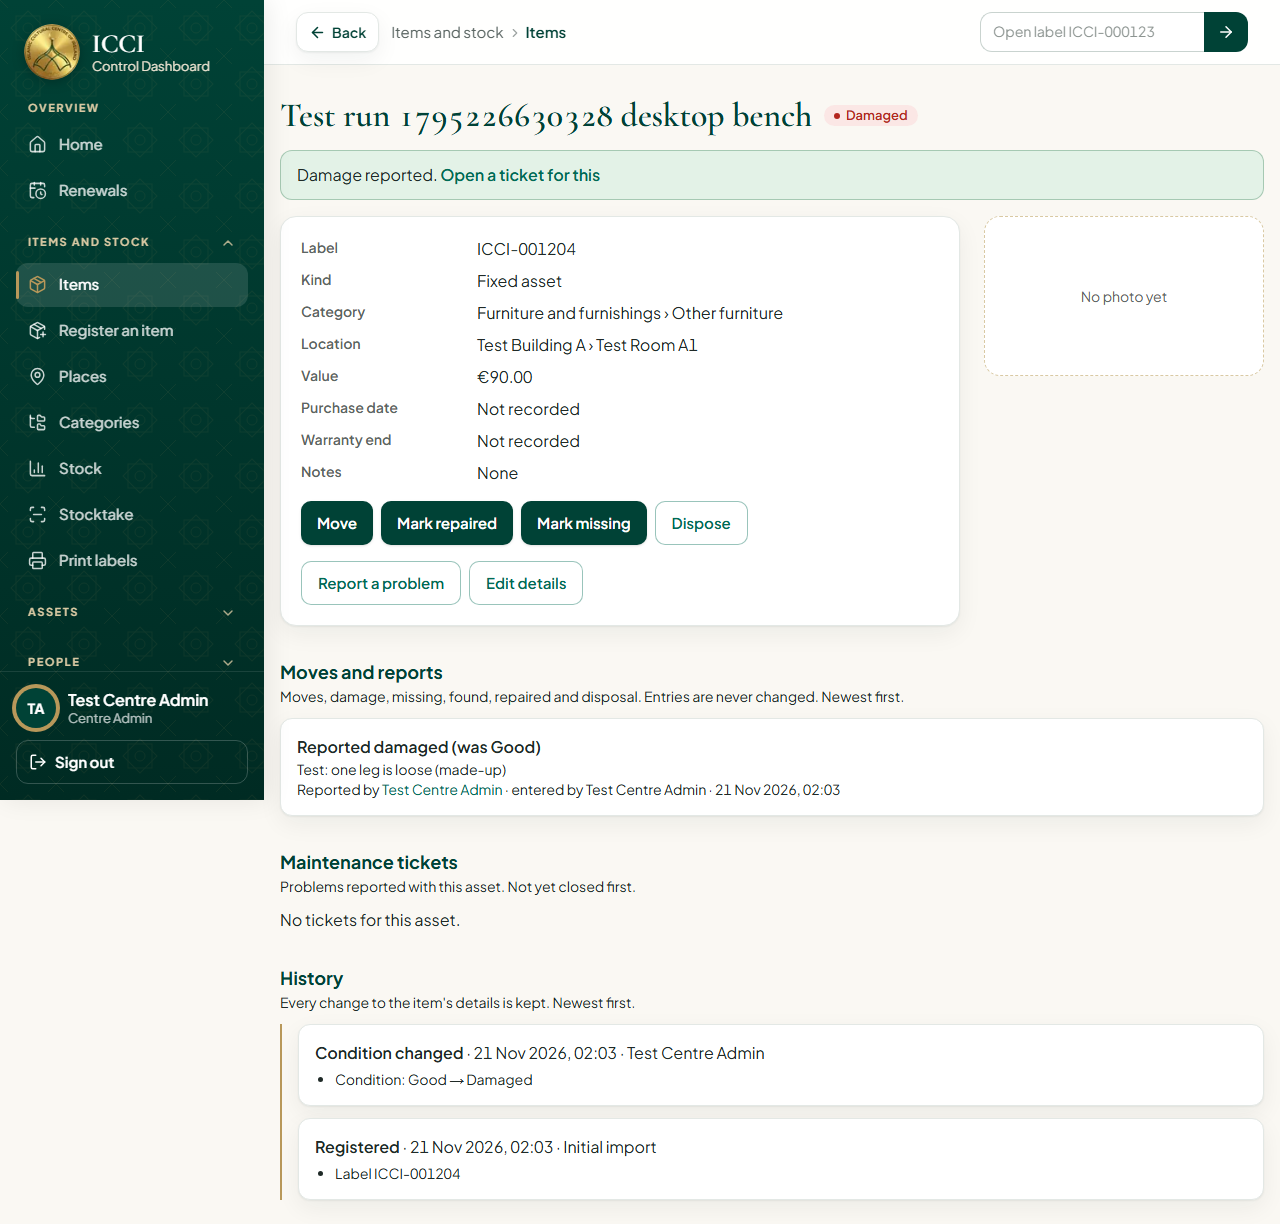 ICCI
Control Dashboard
OVERVIEW
Home
Renewals
ITEMS AND STOCK
Items
Register an item
Places
Categories
Stock
Stocktake
Print labels
ASSETS
PEOPLE
TA
Test Centre Admin
Centre Admin
Sign out
Back
Items and stock › Items
Open label ICCI-000123
Test run 1795226630328 desktop bench
Damaged
Damage reported. Open a ticket for this
Label ICCI-001204
Kind Fixed asset
Category Furniture and furnishings › Other furniture
Location Test Building A › Test Room A1
Value €90.00
Purchase date Not recorded
Warranty end Not recorded
Notes None
Move
Mark repaired
Mark missing
Dispose
Report a problem
Edit details
No photo yet
Moves and reports
Moves, damage, missing, found, repaired and disposal. Entries are never changed. Newest first.
Reported damaged (was Good)
Test: one leg is loose (made-up)
Reported by Test Centre Admin · entered by Test Centre Admin · 21 Nov 2026, 02:03
Maintenance tickets
Problems reported with this asset. Not yet closed first.
No tickets for this asset.
History
Every change to the item's details is kept. Newest first.
Condition changed · 21 Nov 2026, 02:03 · Test Centre Admin
• Condition: Good → Damaged
Registered · 21 Nov 2026, 02:03 · Initial import
• Label ICCI-001204